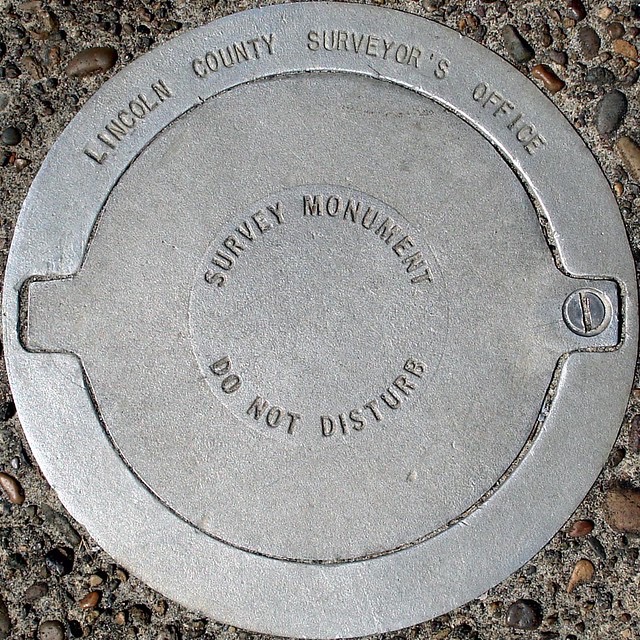 LINCOLN COUNTY SURVEYOR'S OFFICE
SURVEY MONUMENT
DO NOT DISTURB